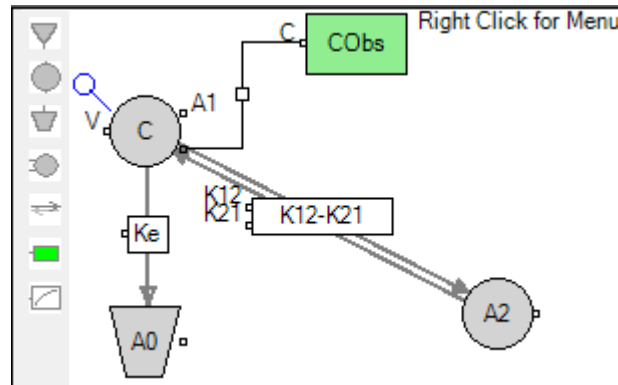 Right Click for Menu
C
CObs
A1
V
C
K12
K21
K12-K21
Ke
A2
A0